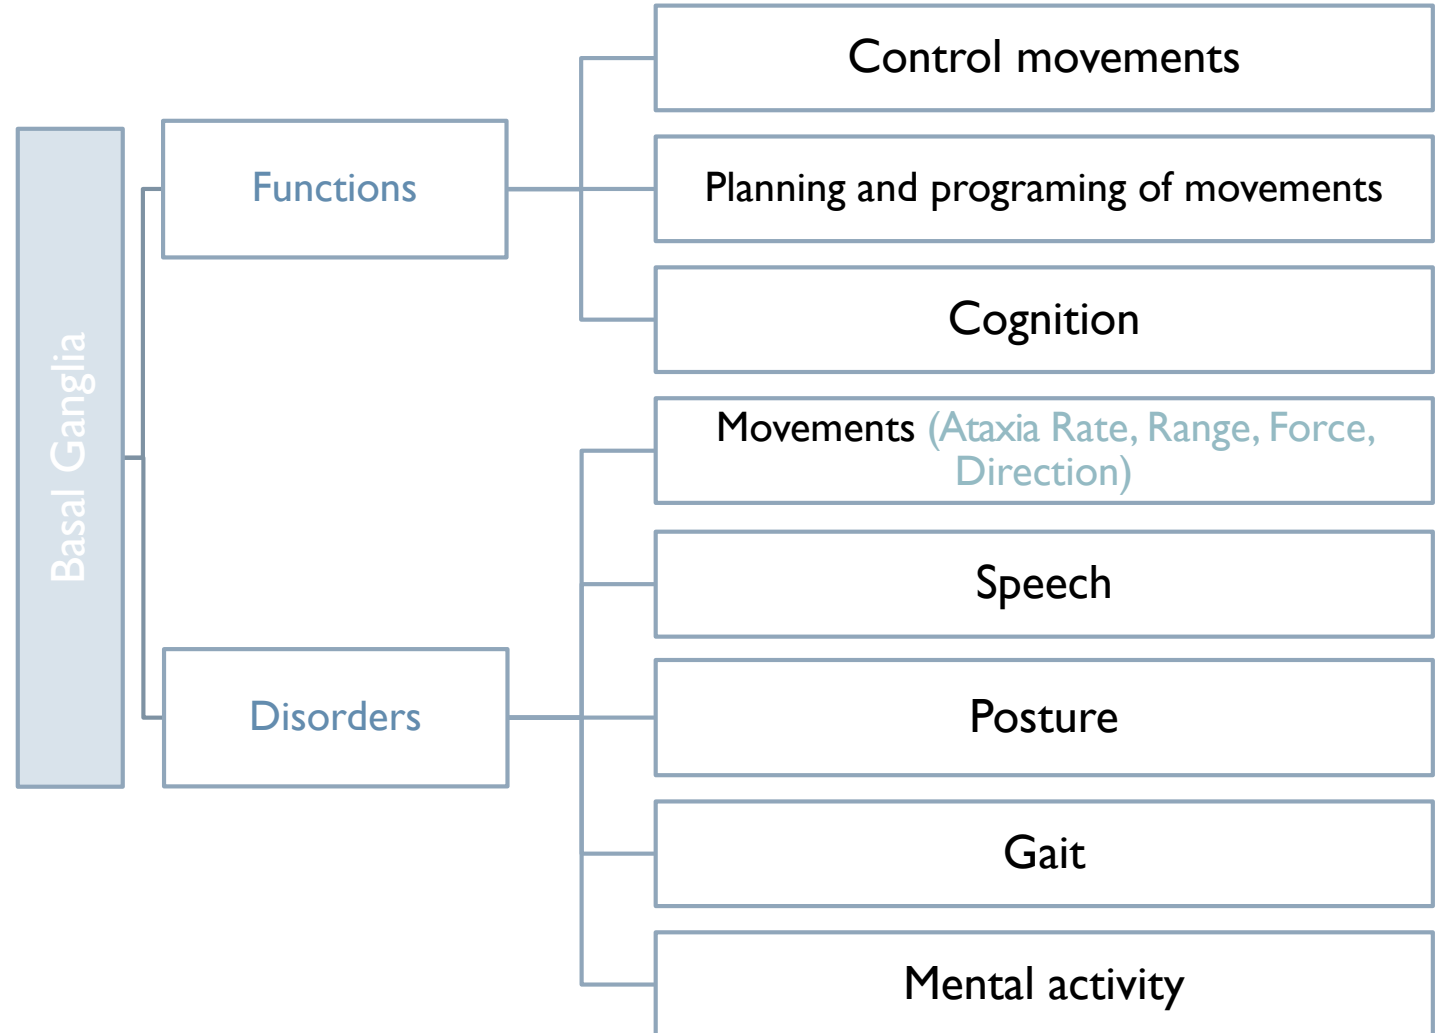 Basal Ganglia
Functions
Control movements
Planning and programing of movements
Cognition
Disorders
Movements (Ataxia Rate, Range, Force,
Direction)
Speech
Posture
Gait
Mental activity